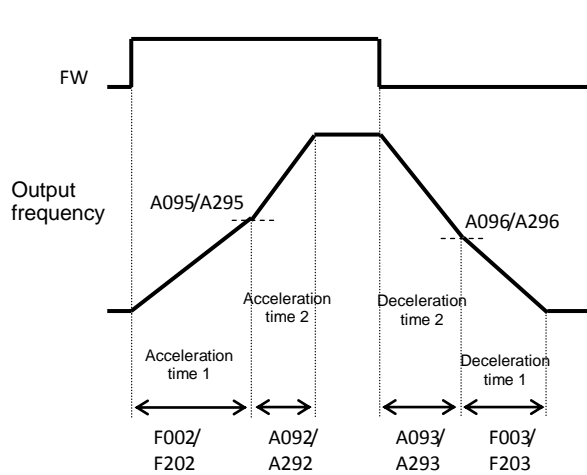 FW
Output
frequency
A095/A295
A096/A296
Acceleration
time 2
Deceleration
time 2
Acceleration
time 1
Deceleration
time 1
F002/
F202
A092/
A292
A093/
A293
F003/
F203